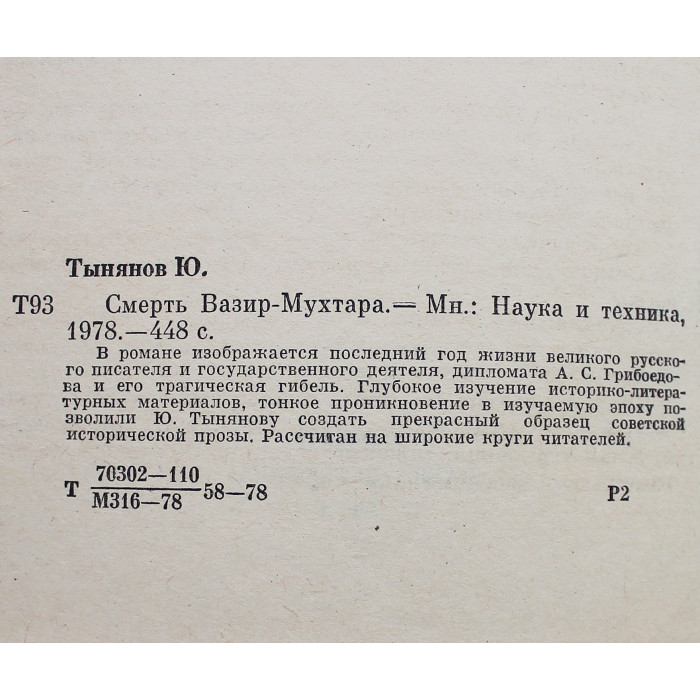 Тынянов Ю.
Т93 Смерть Вазир-Мухтара.— Мн.: Наука и техника,
1978.—448 с.
В романе изображается последний год жизни великого русско-
го писателя и государственного деятеля, дипломата А. С. Грибоедо-
ва и его трагическая гибель. Глубокое изучение историко-литера-
турных материалов, тонкое проникновение в изучаемую эпоху по-
зволили Ю. Тынянову создать прекрасный образец советской
исторической прозы. Рассчитан на широкие круги читателей.
70302—110
Т 58—78 Р2
М316—78